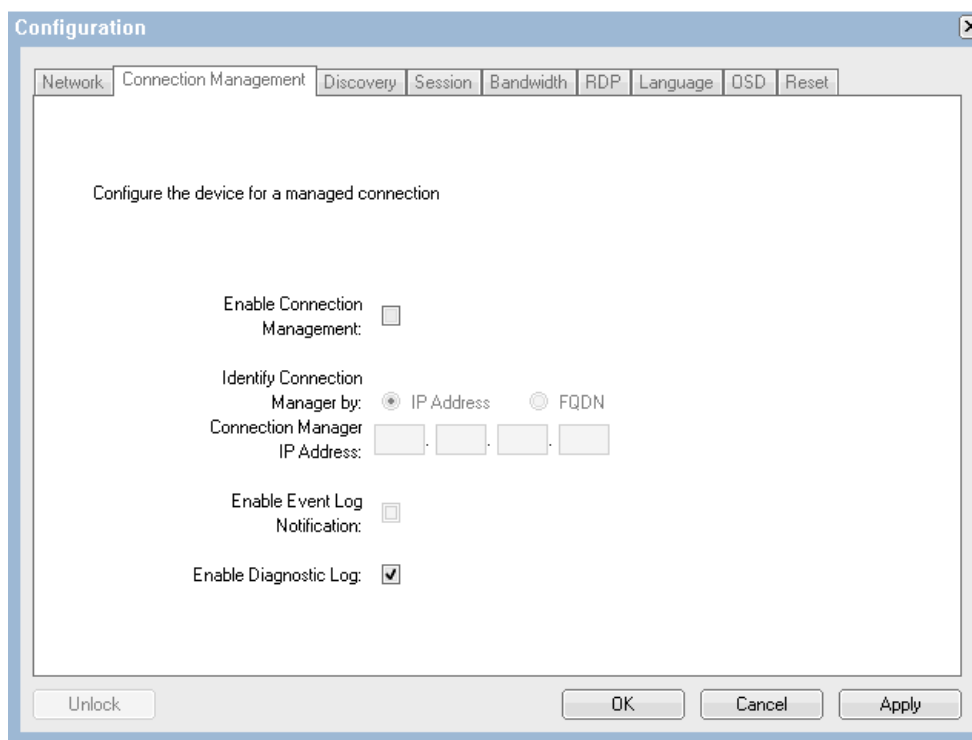 Configuration
Network Connection Management Discovery Session Bandwidth RDP Language OSD Reset
Configure the device for a managed connection
Enable Connection
Management:
Identify Connection
Manager by: IP Address FQDN
Connection Manager
IP Address: . . .
Enable Event Log
Notification:
Enable Diagnostic Log:
Unlock OK Cancel Apply